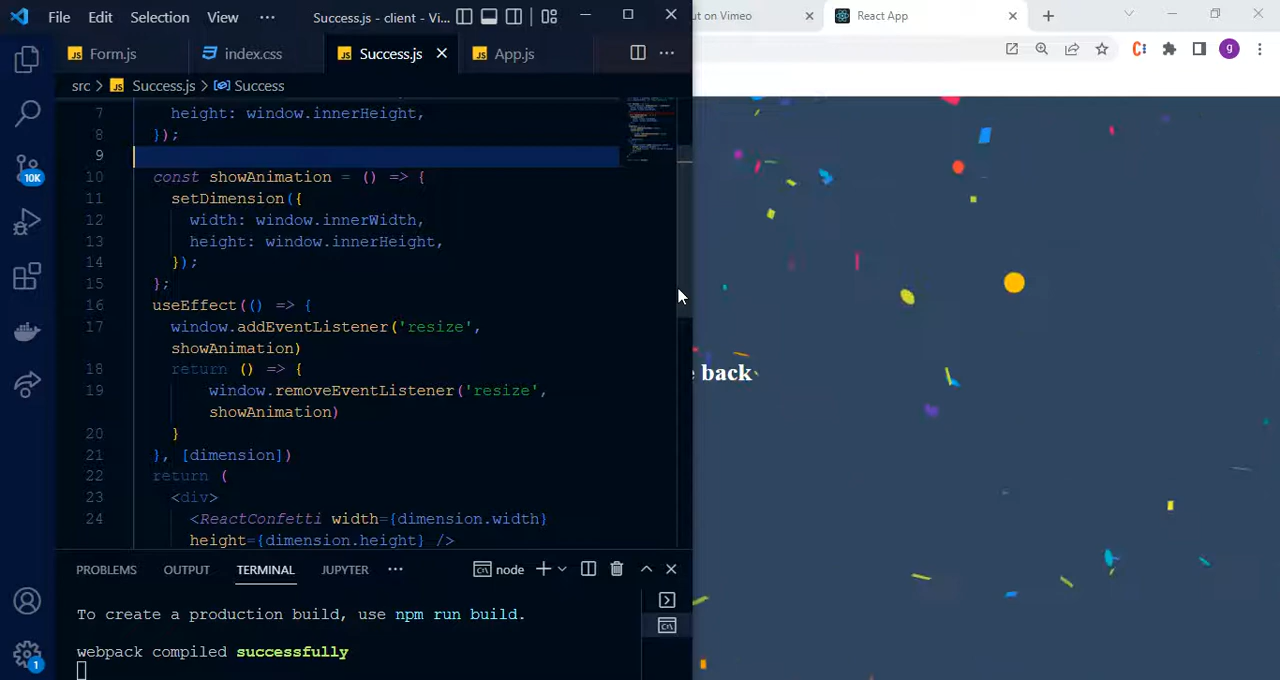 File Edit Selection View ··· Success.js - client - Vi...
ut on Vimeo
React App
Form.js index.css Success.js App.js
g
src > Success.js > Success
7 height: window.innerHeight,
8 });
9
10 const showAnimation = () => {
11 setDimension({
12 width: window.innerWidth,
13 height: window.innerHeight,
14 });
15 };
16 useEffect(() => {
17 window.addEventListener('resize',
showAnimation)
18 return () => {
19 window.removeEventListener('resize',
showAnimation)
20 }
21 }, [dimension])
22 return (
23 <div>
24 <ReactConfetti width={dimension.width}
height={dimension.height} />
10K
back
PROBLEMS OUTPUT TERMINAL JUPYTER ··· node
To create a production build, use npm run build.
webpack compiled successfully
1